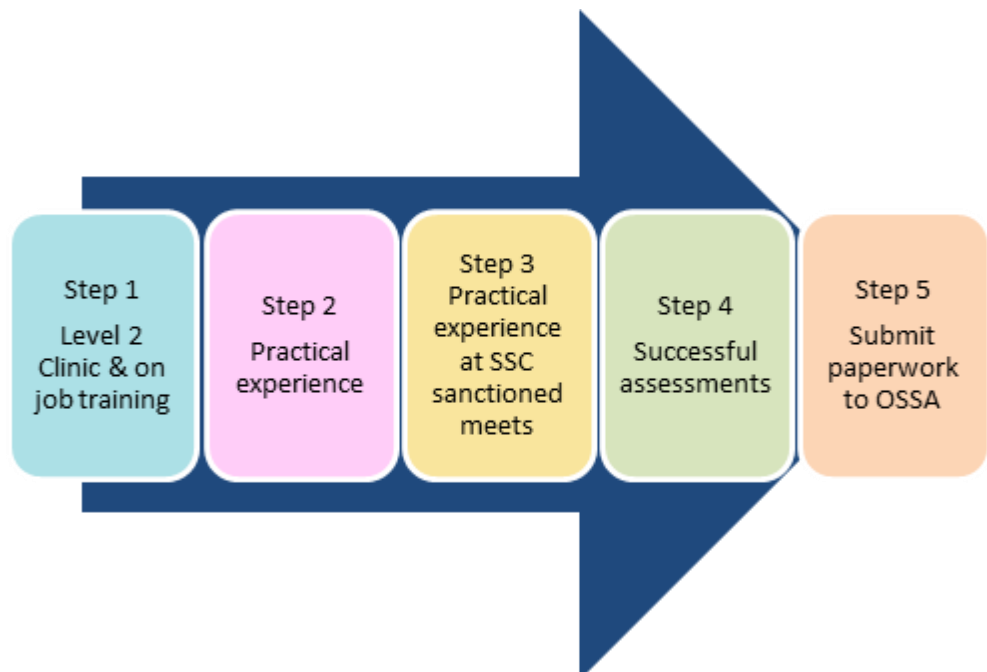 Step 1
Level 2
Clinic & on
job training
Step 2
Practical
experience
Step 3
Practical
experience
at SSC
sanctioned
meets
Step 4
Successful
assessments
Step 5
Submit
paperwork
to OSSA